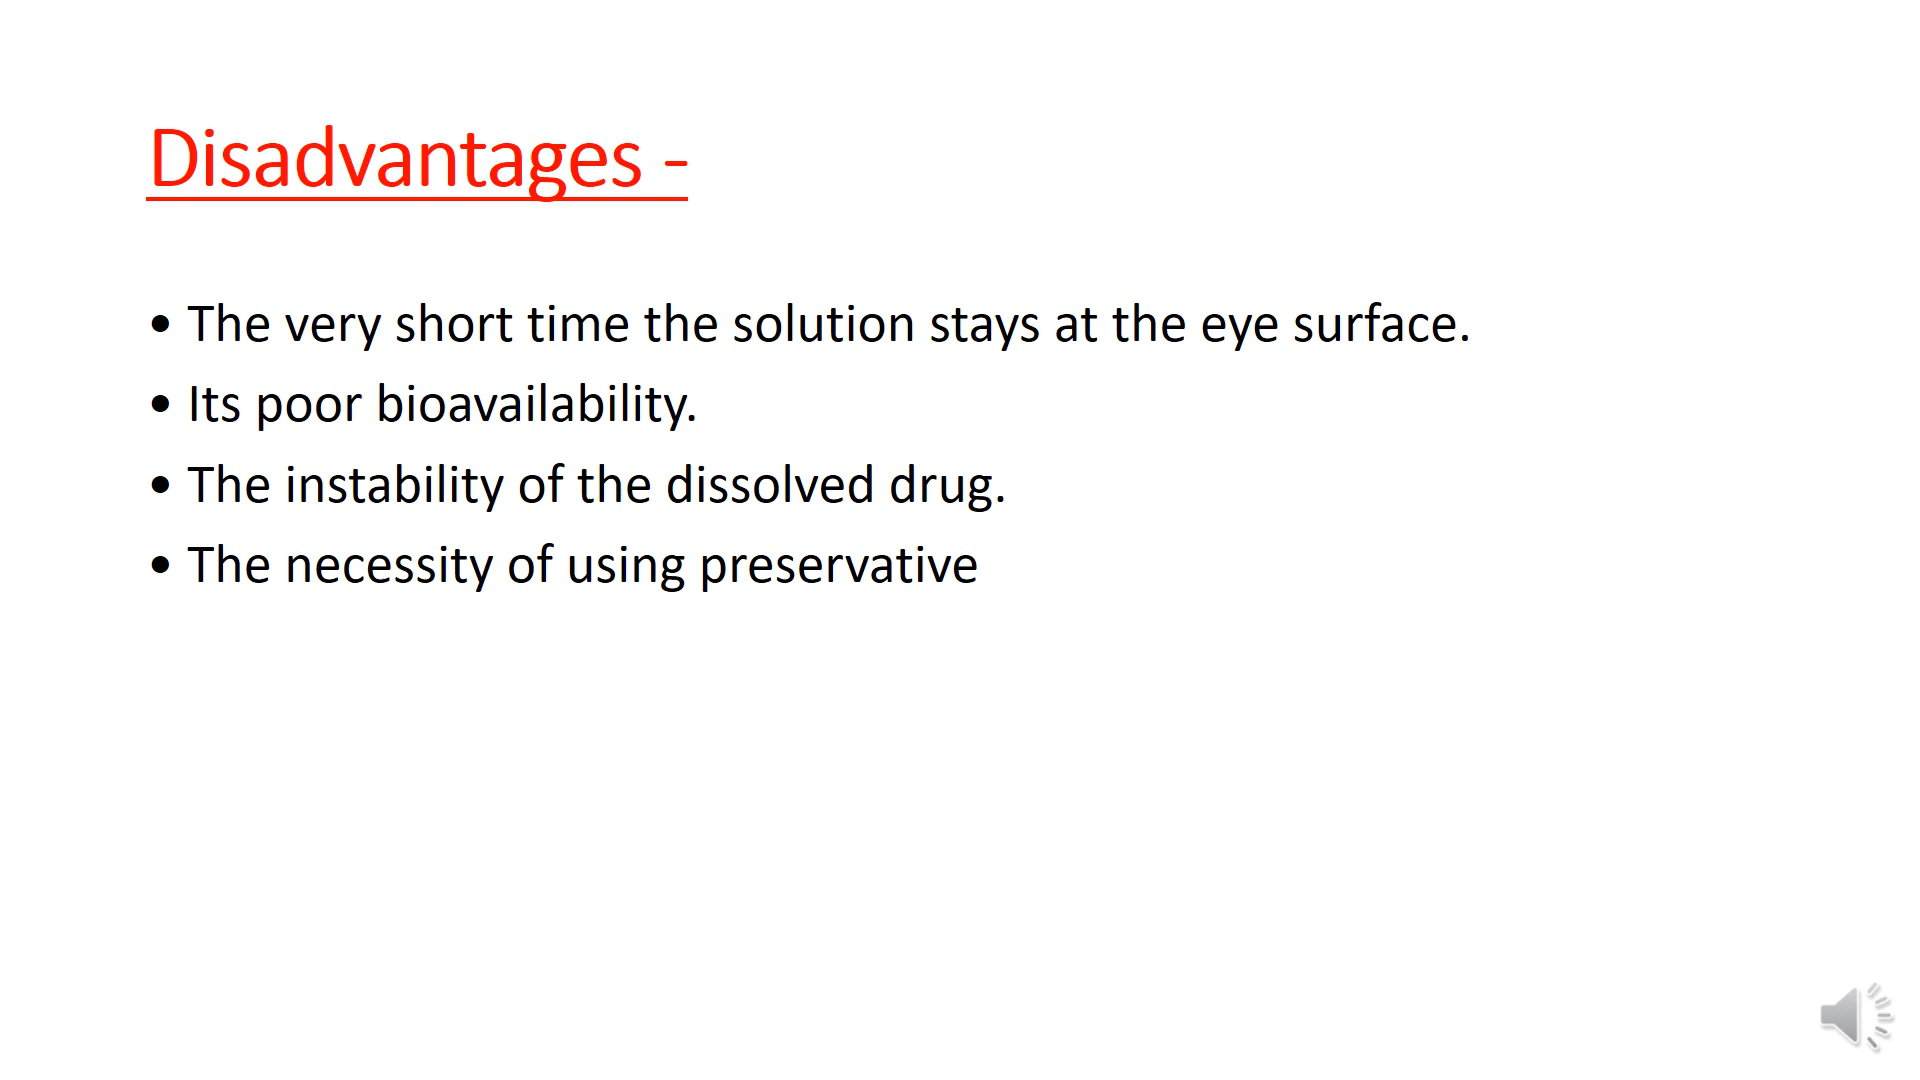 Disadvantages -
• The very short time the solution stays at the eye surface.
• Its poor bioavailability.
• The instability of the dissolved drug.
• The necessity of using preservative